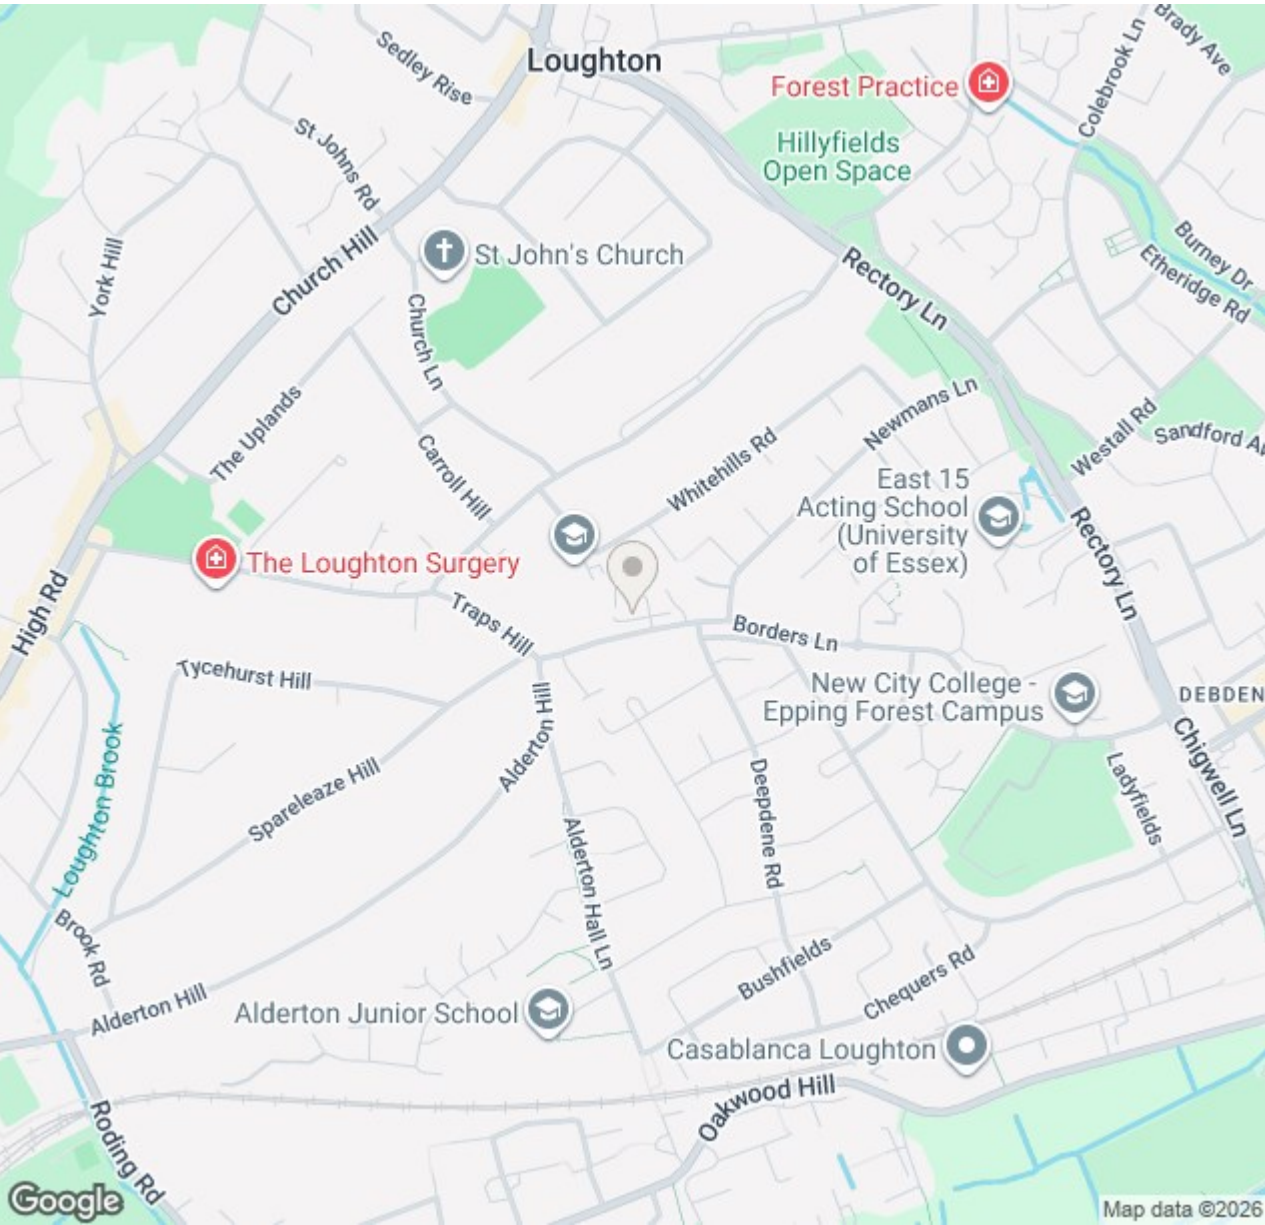 Brady Ave
Sedley Rise
Loughton
Colebrook Ln
Forest Practice
St Johns Rd
Hillyfields
Open Space
York Hill
Church Hill
St John's Church
Burney Dr
Etheridge Rd
Rectory Ln
Church Ln
The Uplands
Newmans Ln
Westall Rd
Sandford Av
Carroll Hill
Whitehills Rd
East 15
Acting School
(University
of Essex)
Rectory Ln
High Rd
The Loughton Surgery
Traps Hill
Borders Ln
Tycehurst Hill
New City College -
Epping Forest Campus
DEBDEN
Alderton Hill
Chigwell Ln
Loughton Brook
Spareleaze Hill
Deepdene Rd
Ladyfields
Alderton Hall Ln
Brook Rd
Bushfields
Chequers Rd
Alderton Hill
Alderton Junior School
Casablanca Loughton
Oakwood Hill
Roding Rd
Google
Map data ©2026